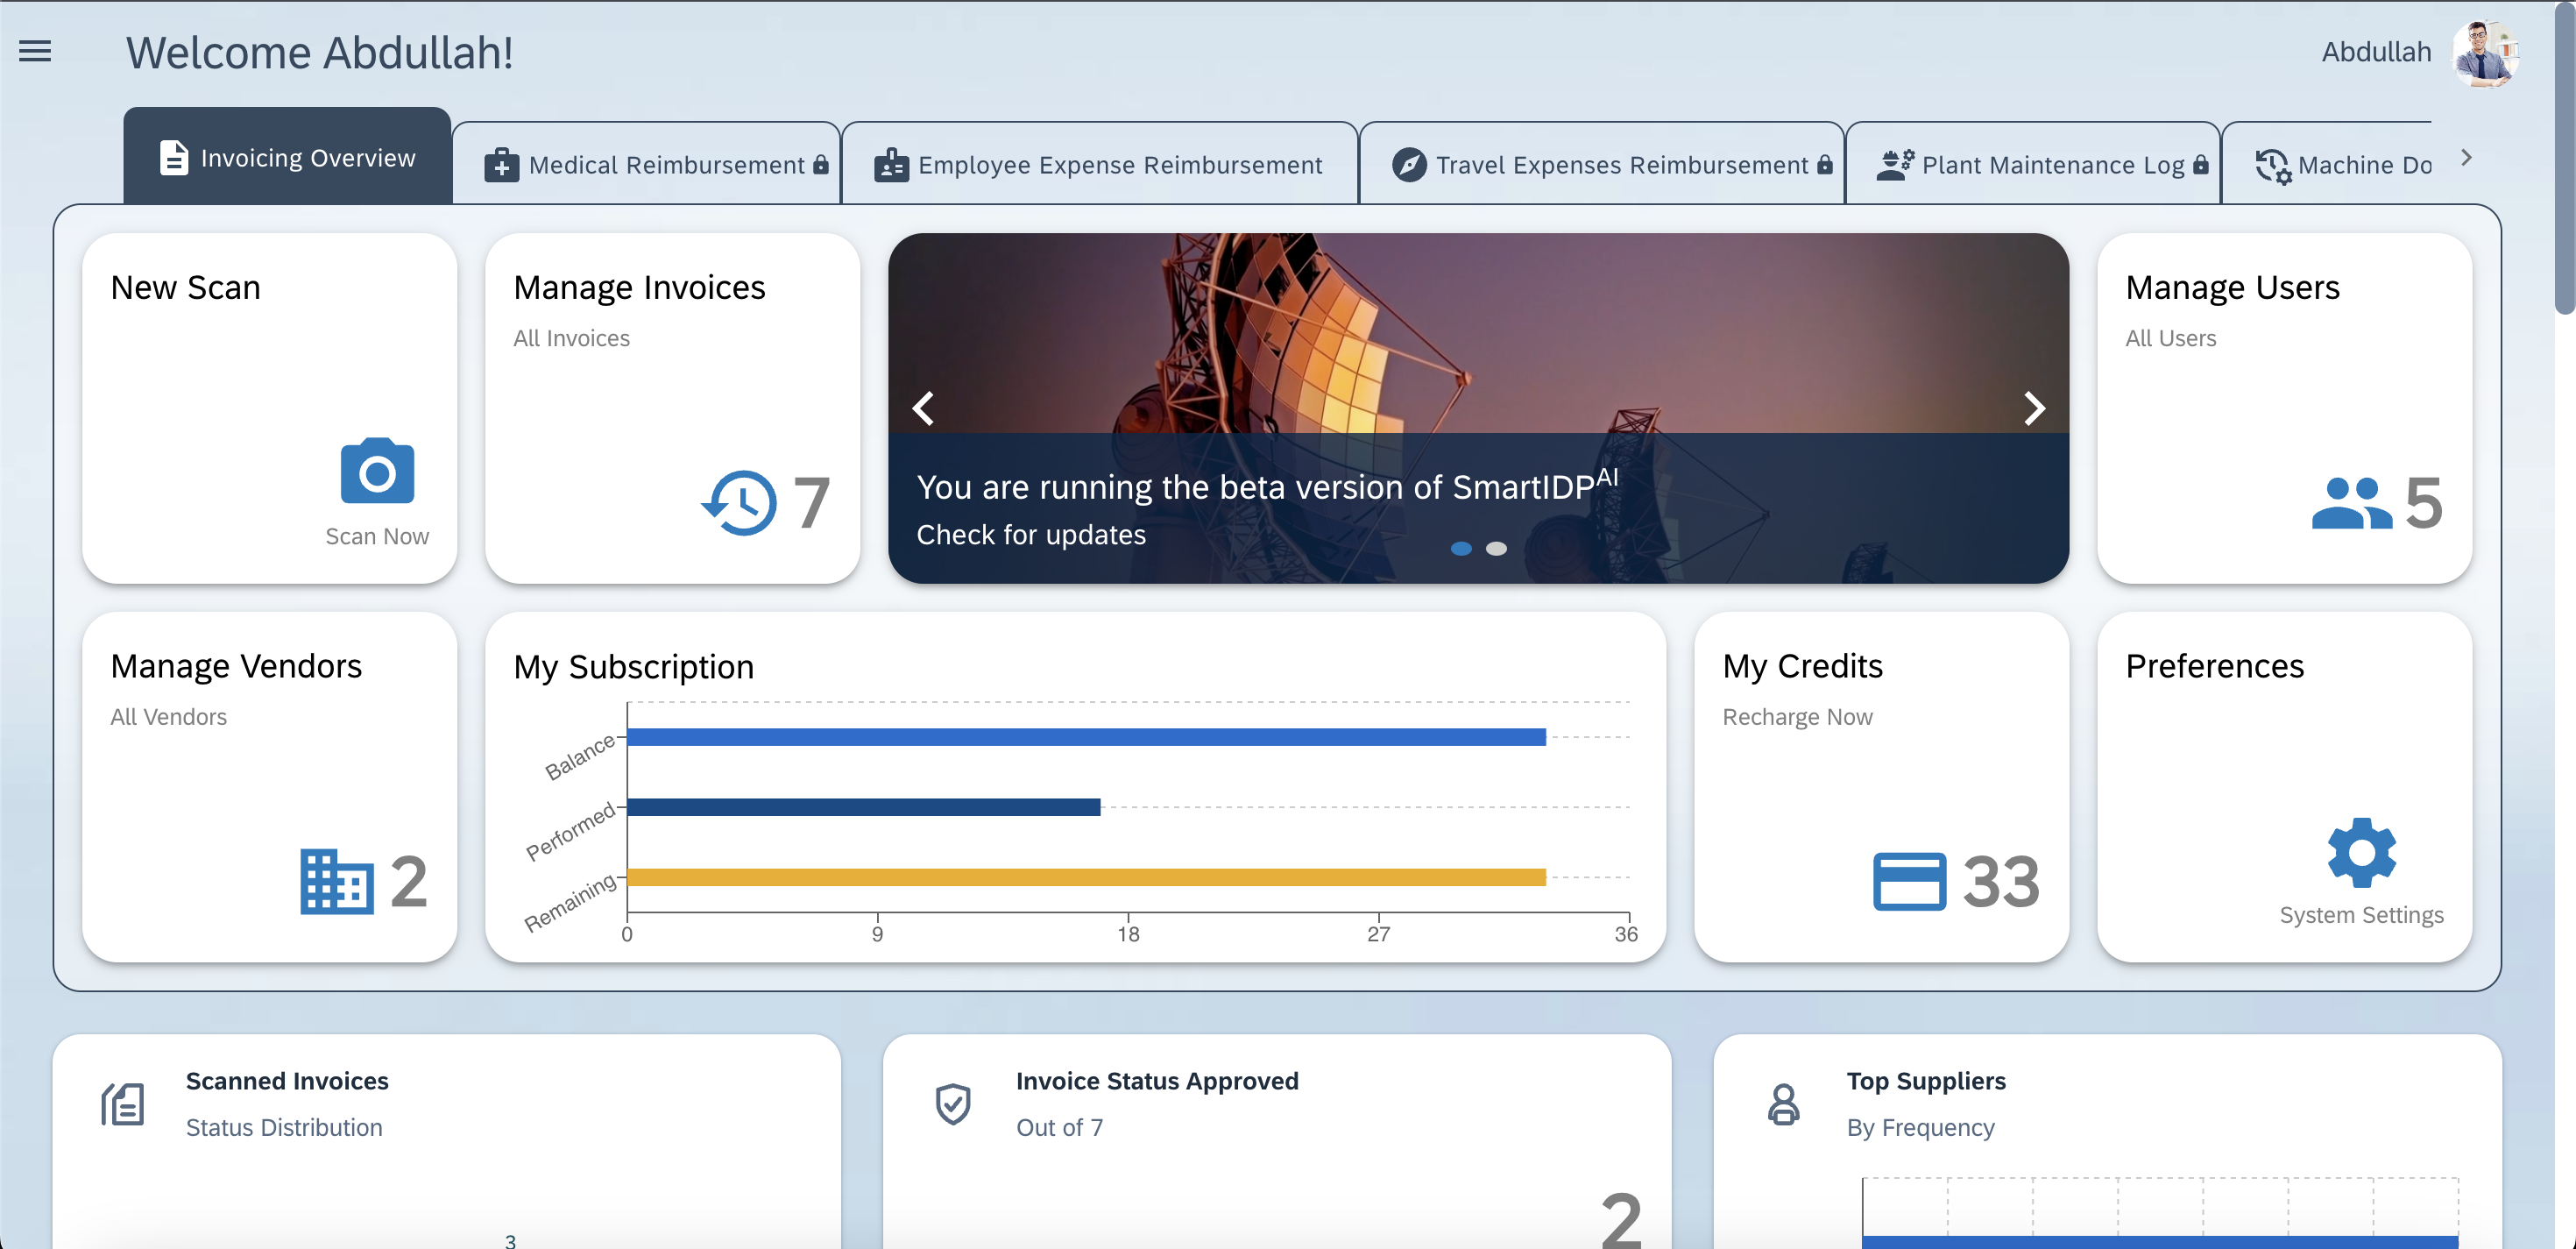 Welcome Abdullah!
Abdullah
Invoicing Overview
Medical Reimbursement
Employee Expense Reimbursement
Travel Expenses Reimbursement
Plant Maintenance Log
Machine Do
New Scan
Scan Now
Manage Invoices
All Invoices
7
You are running the beta version of SmartIDPAI
Check for updates
Manage Users
All Users
5
Manage Vendors
All Vendors
2
My Subscription
Balance
Performed
Remaining
0 9 18 27 36
My Credits
Recharge Now
33
Preferences
System Settings
Scanned Invoices
Status Distribution
3
Invoice Status Approved
Out of 7
2
Top Suppliers
By Frequency